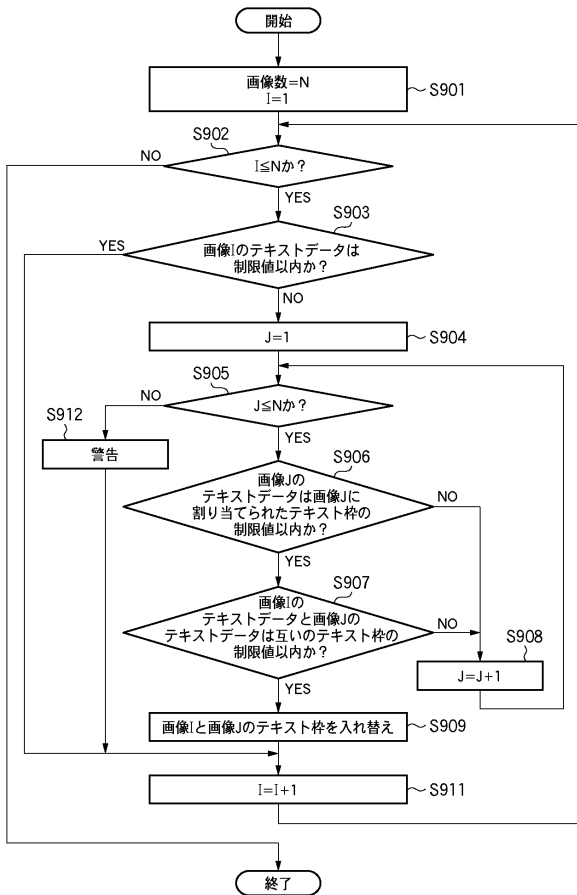 開始
画像数=N
I=1
S901
S902
NO
I≦Nか？
YES
S903
YES
画像Iのテキストデータは
制限値以内か？
NO
J=1
S904
S905
NO
J≦Nか？
S912
警告
YES
S906
画像Jの
テキストデータは画像Jに
割り当てられたテキスト枠の
制限値以内か？
NO
YES
S907
画像Iの
テキストデータと画像Jの
テキストデータは互いのテキスト枠の
制限値以内か？
NO
S908
J=J+1
YES
画像Iと画像Jのテキスト枠を入れ替え
S909
I=I+1
S911
終了